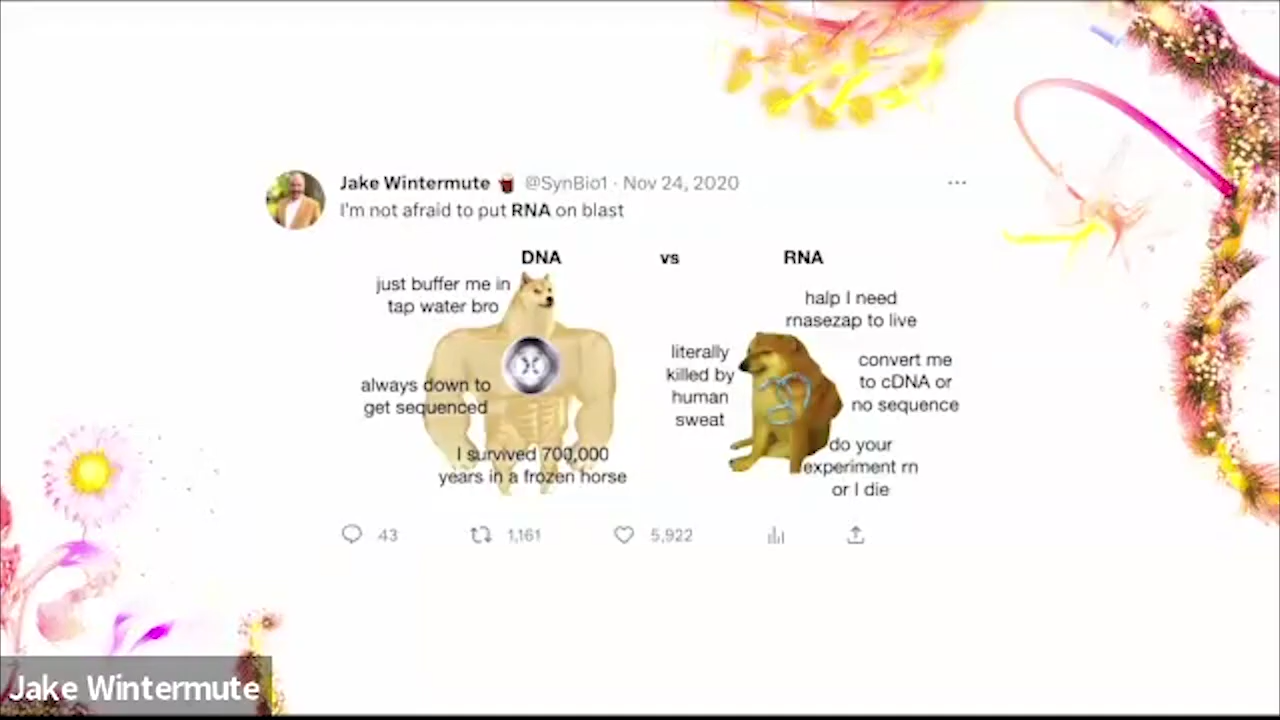 Jake Wintermute @SynBio1 · Nov 24, 2020
I'm not afraid to put RNA on blast
DNA vs RNA
just buffer me in
tap water bro
always down to
get sequenced
I survived 700,000
years in a frozen horse
halp I need
rnasezap to live
literally
killed by
human
sweat
convert me
to cDNA or
no sequence
do your
experiment rn
or I die
43 1,161 5,922
Jake Wintermute